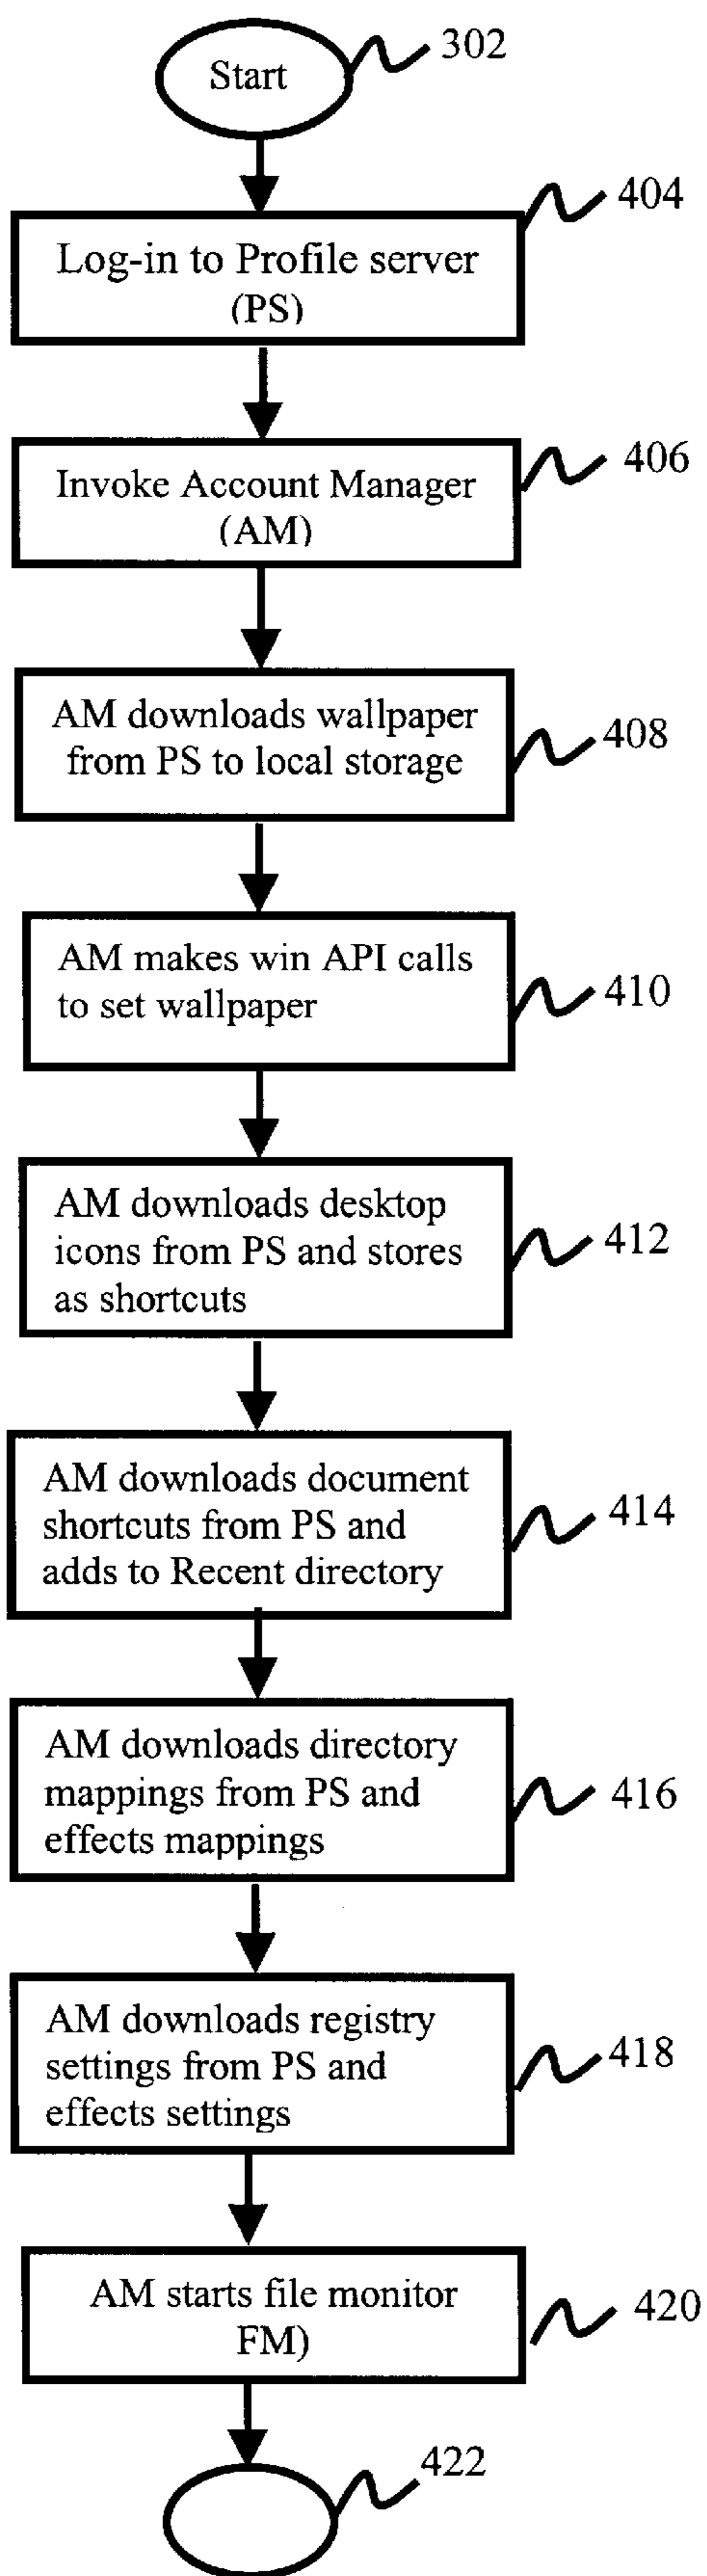 Start
302
404
Log-in to Profile server
(PS)
406
Invoke Account Manager
(AM)
AM downloads wallpaper
from PS to local storage
408
AM makes win API calls
to set wallpaper
410
AM downloads desktop
icons from PS and stores
as shortcuts
412
AM downloads document
shortcuts from PS and
adds to Recent directory
414
AM downloads directory
mappings from PS and
effects mappings
416
AM downloads registry
settings from PS and
effects settings
418
AM starts file monitor
FM)
420
422